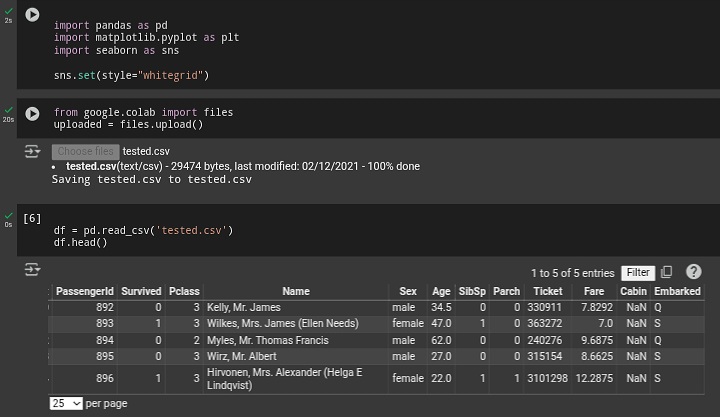 2s
import pandas as pd
import matplotlib.pyplot as plt
import seaborn as sns
sns.set(style="whitegrid")
20s
from google.colab import files
uploaded = files.upload()
Choose files tested.csv
• tested.csv(text/csv) - 29474 bytes, last modified: 02/12/2021 - 100% done
Saving tested.csv to tested.csv
0s
[6]
df = pd.read_csv('tested.csv')
df.head()
1 to 5 of 5 entries Filter ?
PassengerId Survived Pclass Name Sex Age SibSp Parch Ticket Fare Cabin Embarked
892 0 3 Kelly, Mr. James male 34.5 0 0 330911 7.8292 NaN Q
893 1 3 Wilkes, Mrs. James (Ellen Needs) female 47.0 1 0 363272 7.0 NaN S
894 0 2 Myles, Mr. Thomas Francis male 62.0 0 0 240276 9.6875 NaN Q
895 0 3 Wirz, Mr. Albert male 27.0 0 0 315154 8.6625 NaN S
896 1 3 Hirvonen, Mrs. Alexander (Helga E
Lindqvist) female 22.0 1 1 3101298 12.2875 NaN S
25 per page